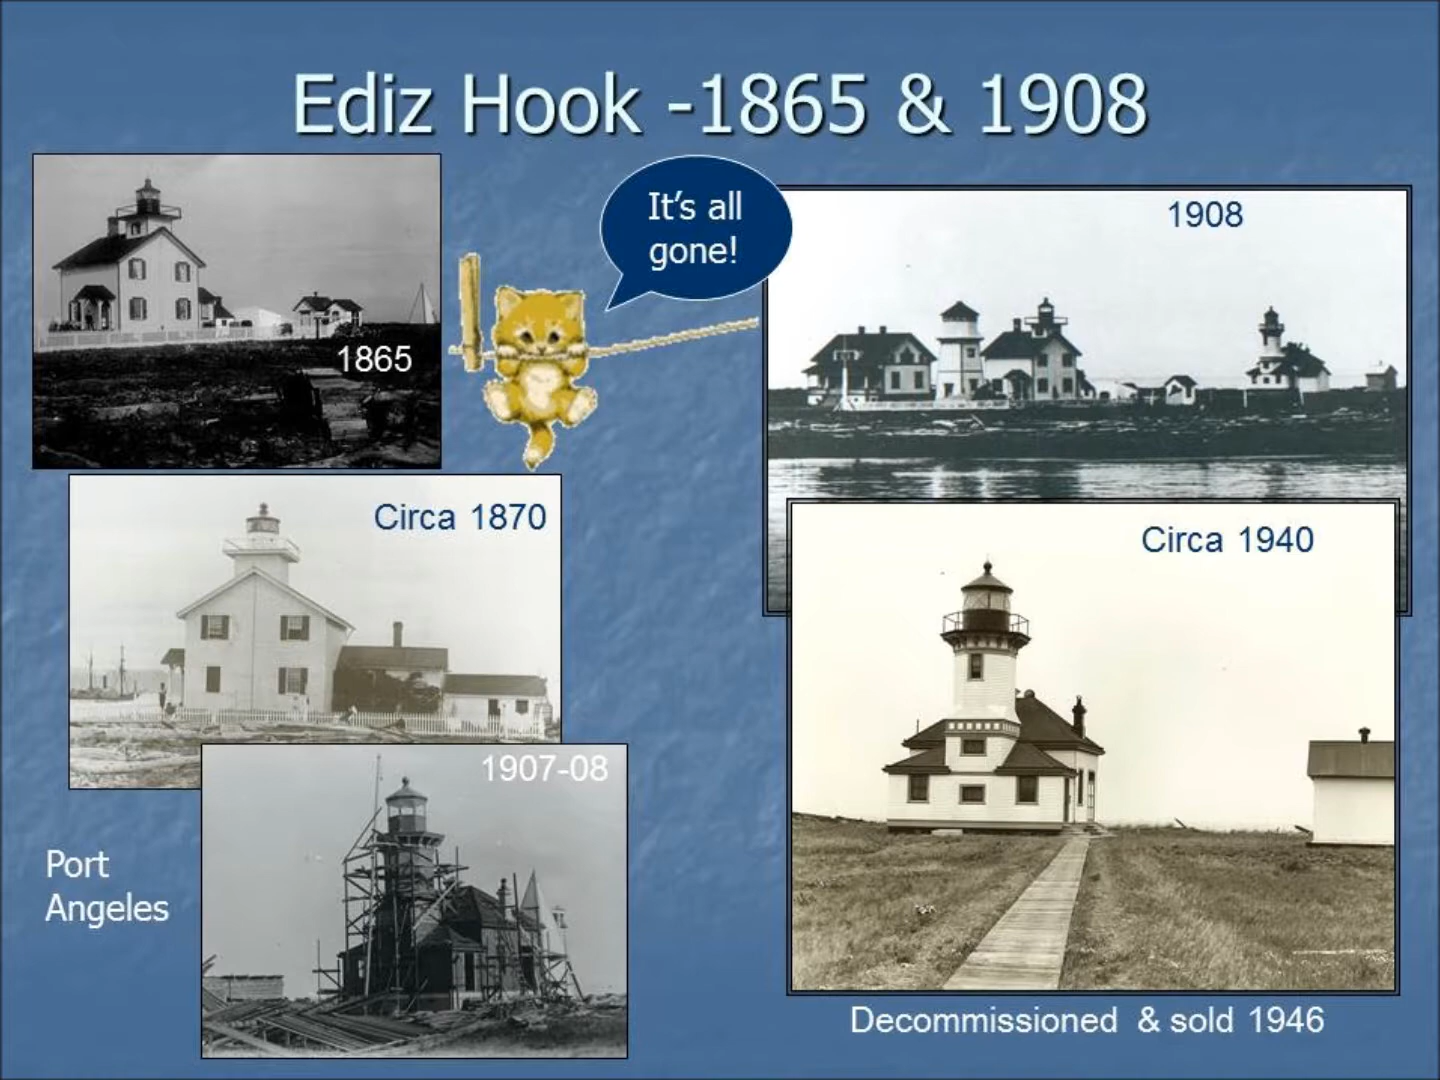 Ediz Hook -1865 & 1908
It's all
gone!
1908
1865
Circa 1870
Circa 1940
1907-08
Port
Angeles
Decommissioned & sold 1946